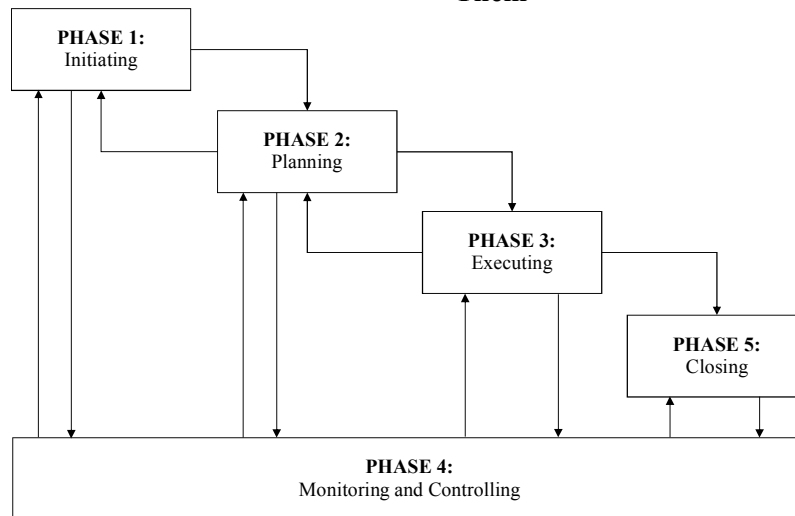 PHASE 1:
Initiating
PHASE 2:
Planning
PHASE 3:
Executing
PHASE 5:
Closing
PHASE 4:
Monitoring and Controlling